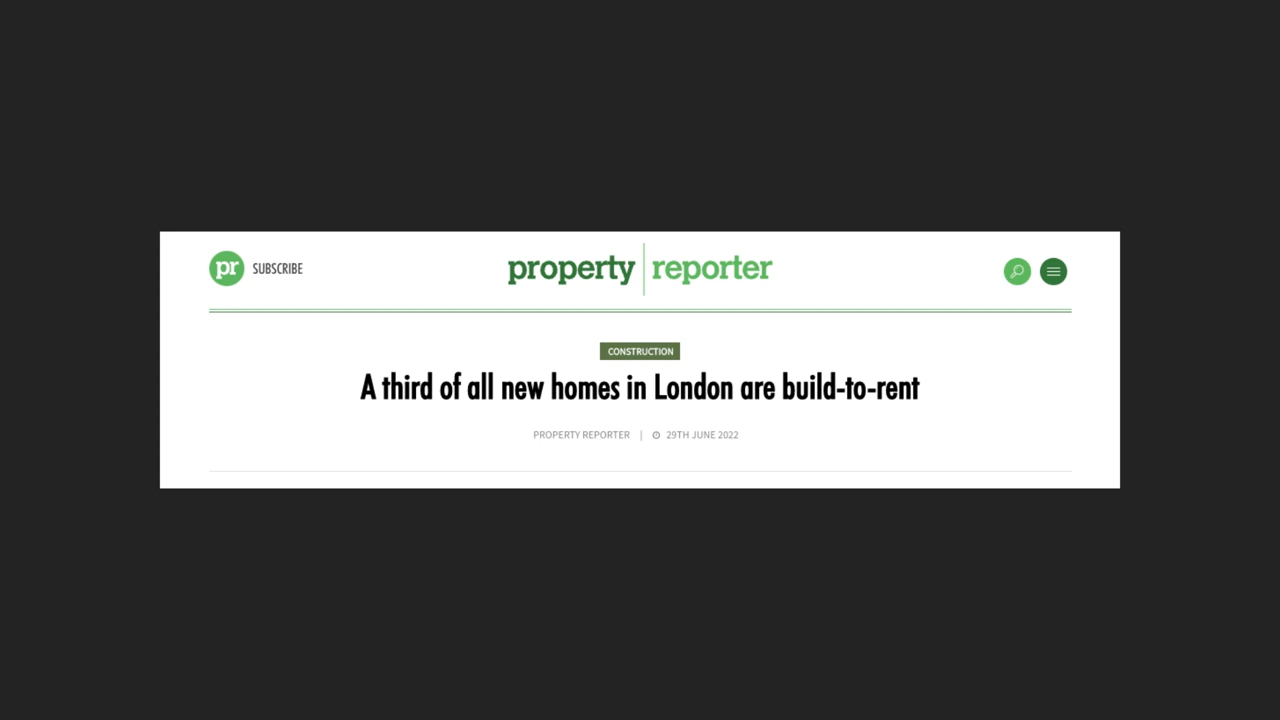 pr SUBSCRIBE
property reporter
CONSTRUCTION
A third of all new homes in London are build-to-rent
PROPERTY REPORTER | 29TH JUNE 2022